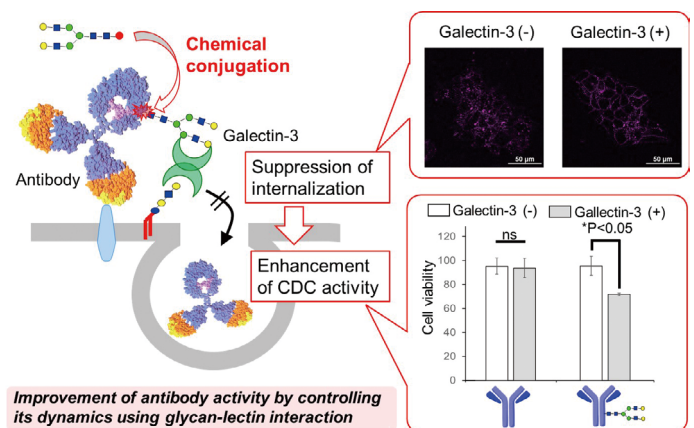 Chemical
conjugation
Galectin-3
Antibody
Suppression of
internalization
Enhancement
of CDC activity
Improvement of antibody activity by controlling
its dynamics using glycan-lectin interaction
Galectin-3 (-)
Galectin-3 (+)
50 μm
50 μm
Galectin-3 (-)
Gallectin-3 (+)
*P<0.05
ns
Cell viability
120
100
80
60
40
20
0